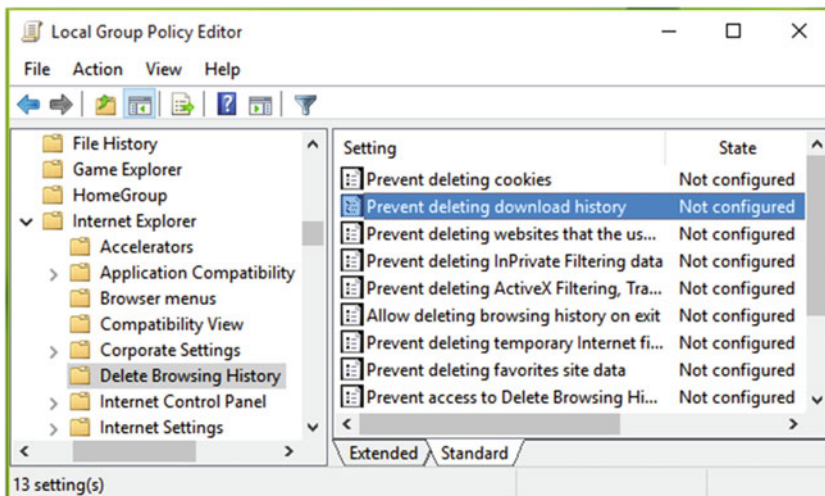 Local Group Policy Editor
File Action View Help
File History
Game Explorer
HomeGroup
Internet Explorer
Accelerators
Application Compatibility
Browser menus
Compatibility View
Corporate Settings
Delete Browsing History
Internet Control Panel
Internet Settings
Setting State
Prevent deleting cookies Not configured
Prevent deleting download history Not configured
Prevent deleting websites that the us... Not configured
Prevent deleting InPrivate Filtering data Not configured
Prevent deleting ActiveX Filtering, Tra... Not configured
Allow deleting browsing history on exit Not configured
Prevent deleting temporary Internet fi... Not configured
Prevent deleting favorites site data Not configured
Prevent access to Delete Browsing Hi... Not configured
Extended Standard
13 setting(s)